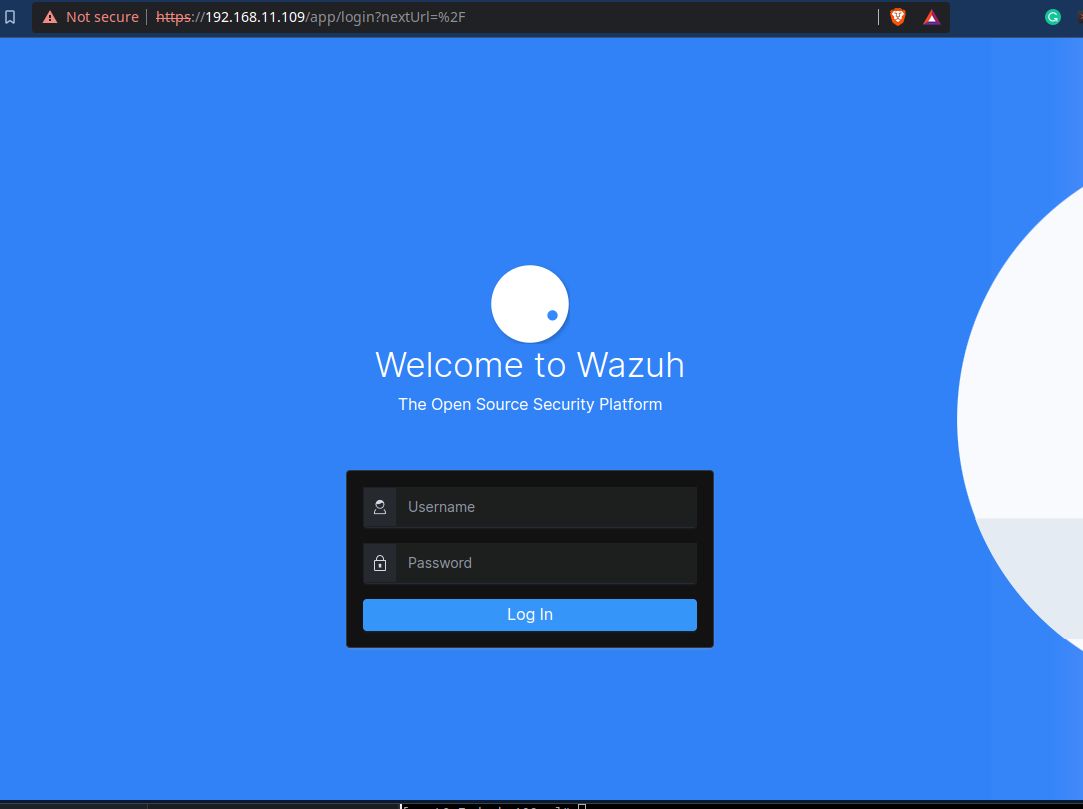 Not secure https://192.168.11.109/app/login?nextUrl=%2F
Welcome to Wazuh
The Open Source Security Platform
Username
Password
Log In